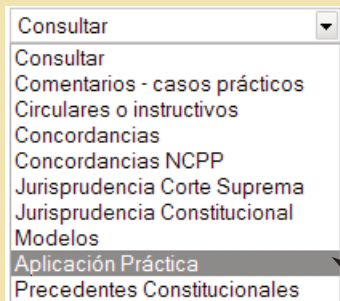 Consultar
Consultar
Comentarios - casos prácticos
Circulares o instructivos
Concordancias
Concordancias NCPP
Jurisprudencia Corte Suprema
Jurisprudencia Constitucional
Modelos
Aplicación Práctica
Precedentes Constitucionales